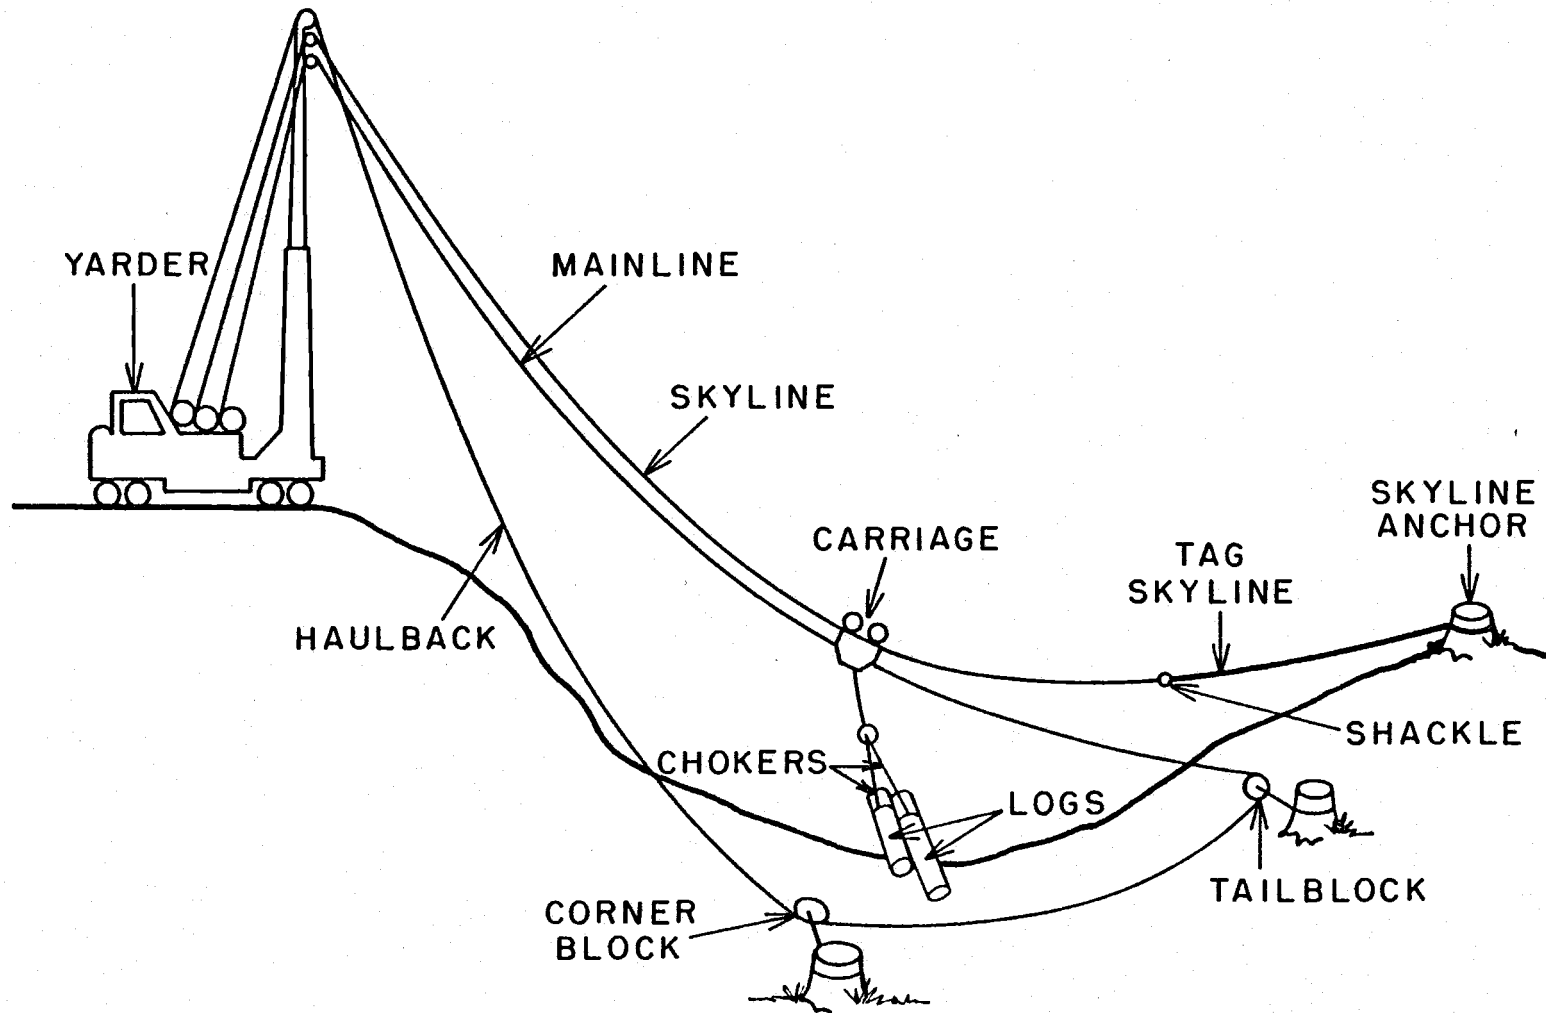 YARDER
MAINLINE
SKYLINE
SKYLINE
ANCHOR
CARRIAGE
TAG
SKYLINE
HAULBACK
SHACKLE
CHOKERS
LOGS
TAILBLOCK
CORNER
BLOCK